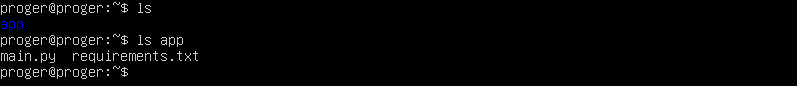 proger@proger:~$ ls
app
proger@proger:~$ ls app
main.py  requirements.txt
proger@proger:~$